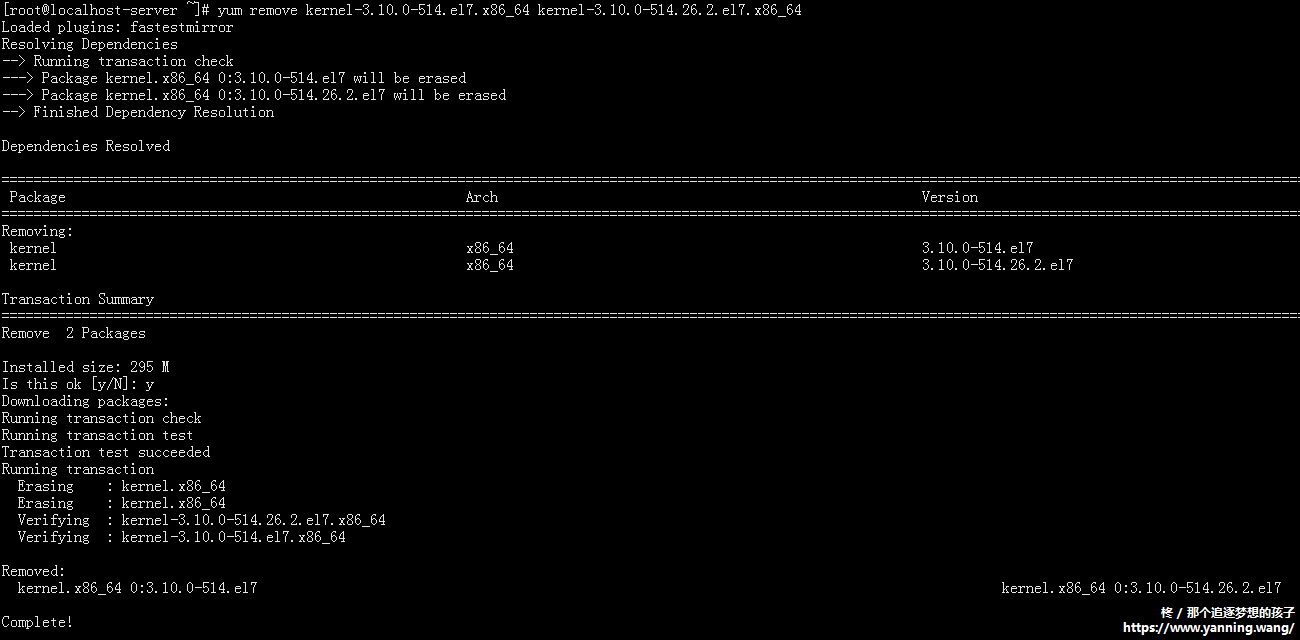 [root@localhost-server ~]# yum remove kernel-3.10.0-514.el7.x86_64 kernel-3.10.0-514.26.2.el7.x86_64
Loaded plugins: fastestmirror
Resolving Dependencies
--> Running transaction check
---> Package kernel.x86_64 0:3.10.0-514.el7 will be erased
---> Package kernel.x86_64 0:3.10.0-514.26.2.el7 will be erased
--> Finished Dependency Resolution
Dependencies Resolved
Package Arch Version
Removing:
kernel x86_64 3.10.0-514.el7
kernel x86_64 3.10.0-514.26.2.el7
Transaction Summary
Remove  2 Packages
Installed size: 295 M
Is this ok [y/N]: y
Downloading packages:
Running transaction check
Running transaction test
Transaction test succeeded
Running transaction
Erasing    : kernel.x86_64
Erasing    : kernel.x86_64
Verifying  : kernel-3.10.0-514.26.2.el7.x86_64
Verifying  : kernel-3.10.0-514.el7.x86_64
Removed:
kernel.x86_64 0:3.10.0-514.el7 kernel.x86_64 0:3.10.0-514.26.2.el7
Complete!
柊 / 那个追逐梦想的孩子
https://www.yanning.wang/